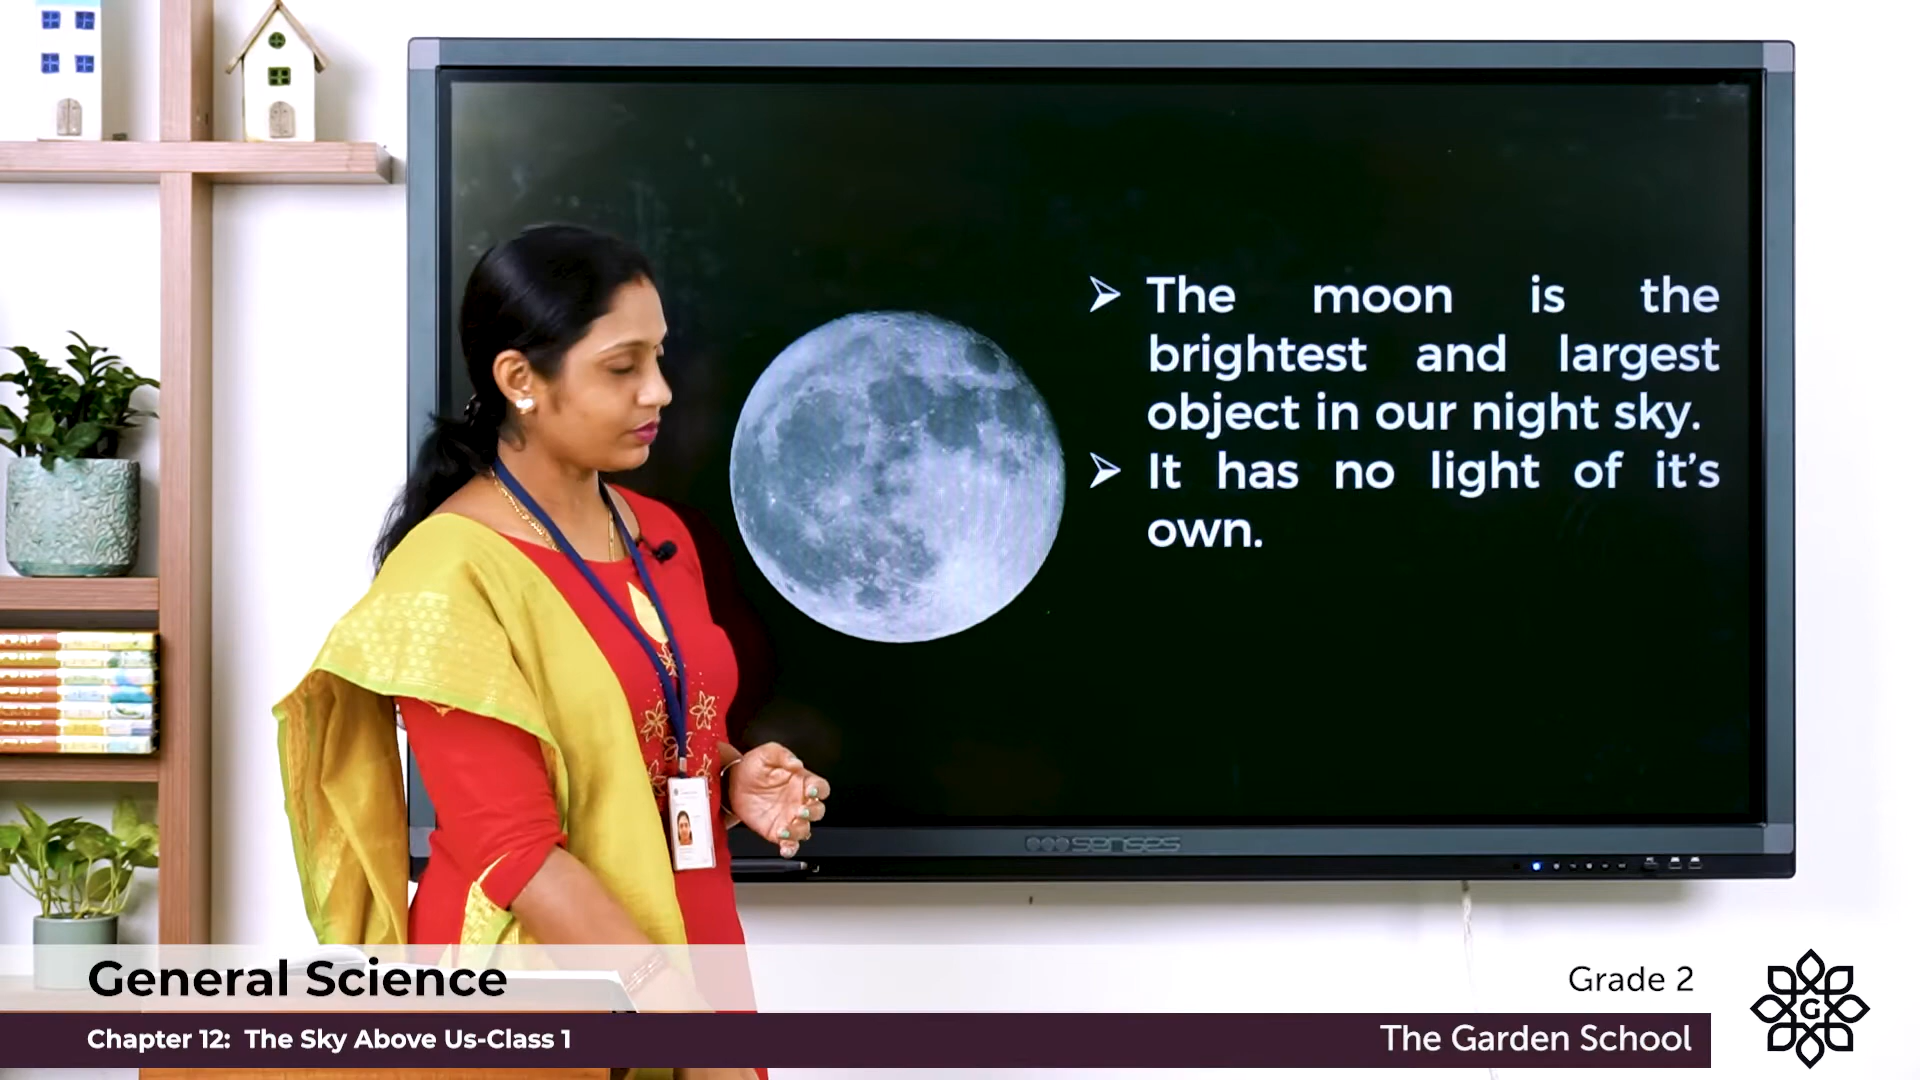 ➢ The moon is the
brightest and largest
object in our night sky.
➢ It has no light of it’s
own.
senses
General Science
Grade 2
Chapter 12: The Sky Above Us-Class 1
The Garden School
G